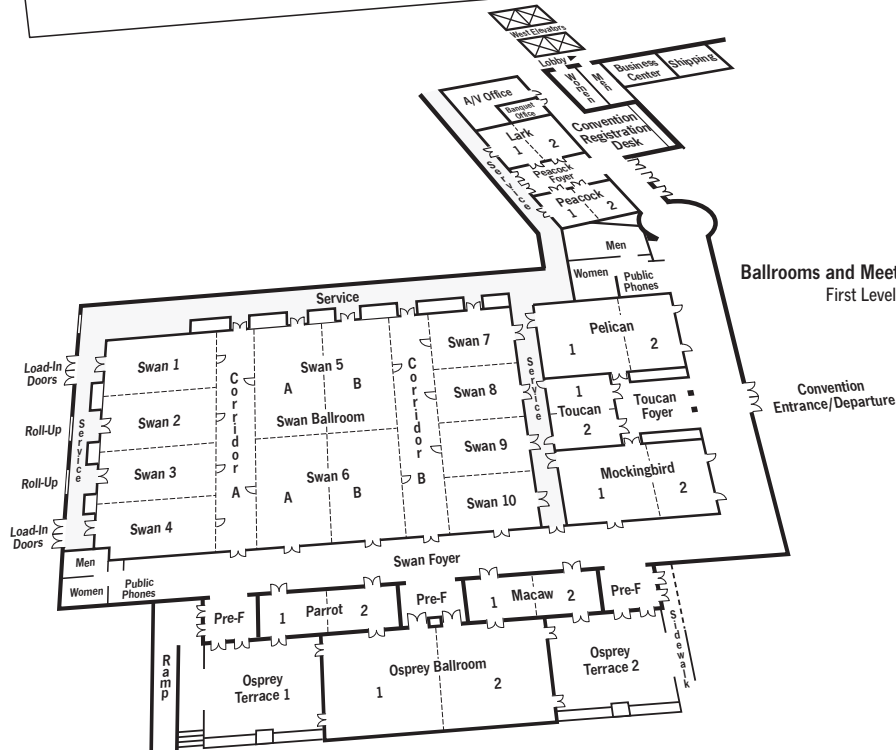 West Elevators
Lobby
Women
Men
Business
Center
Shipping
A/V Office
Banquet
Office
Convention
Registration
Desk
Lark
1
2
Peacock
Foyer
Service
Peacock
1
2
Men
Women
Public
Phones
Ballrooms and Meet
First Level
Service
Swan 1
Swan 2
Swan 3
Swan 4
Corridor A
Swan 5
A
B
Swan Ballroom
Swan 6
A
B
Corridor B
Swan 7
Swan 8
Swan 9
Swan 10
Service
Pelican
1
2
1
Toucan
2
Toucan
Foyer
Mockingbird
1
2
Convention
Entrance/Departure
Load-In
Doors
Roll-Up
Service
Roll-Up
Load-In
Doors
Men
Women
Public
Phones
Swan Foyer
Pre-F
1
Parrot
2
Pre-F
1
Macaw
2
Pre-F
Sidewalk
Ramp
Osprey
Terrace 1
Osprey Ballroom
1
2
Osprey
Terrace 2